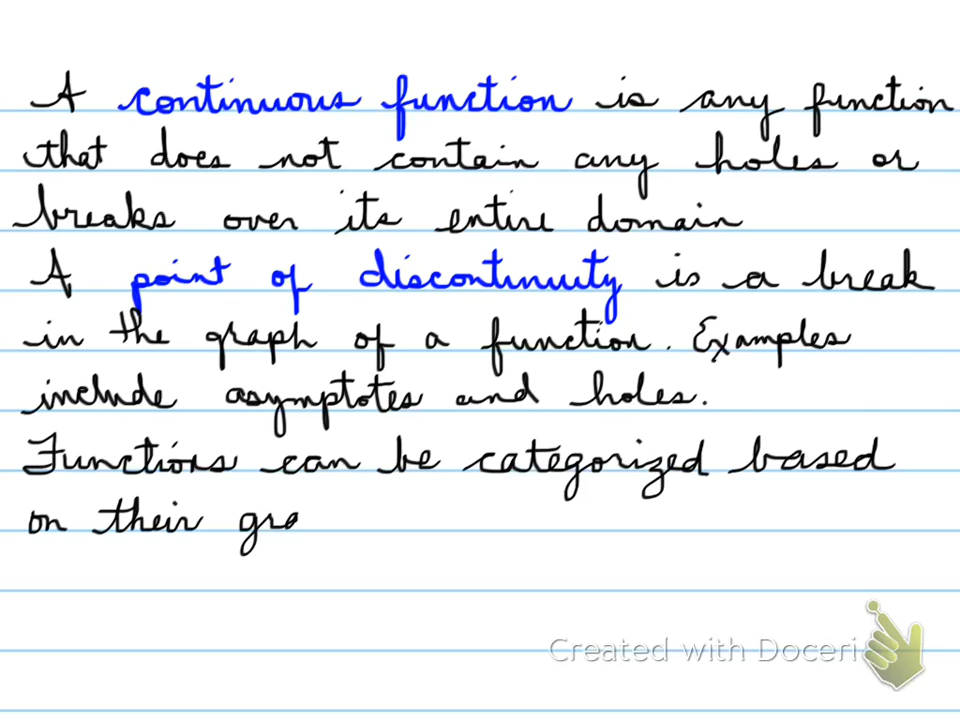 A continuous function is any function
that does not contain any holes or
breaks over its entire domain
A point of discontinuity is a break
in the graph of a function. Examples
include asymptotes and holes.
Functions can be categorized based
on their gra
Created with Doceri